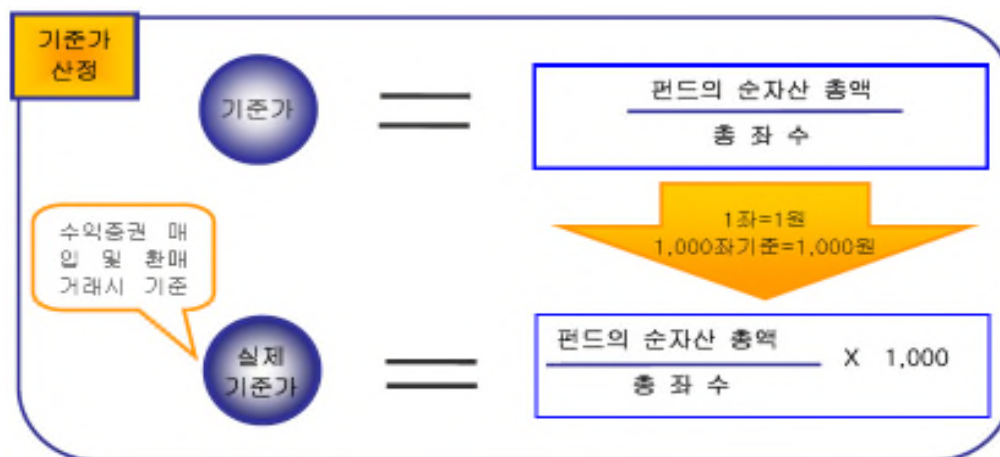 기준가
산정
기준가
펀드의 순자산 총액
총 좌 수
1좌=1원
1,000좌기준=1,000원
수익증권 매
입 및 환매
거래시 기준
실제
기준가
펀드의 순자산 총액
총 좌 수
X 1,000